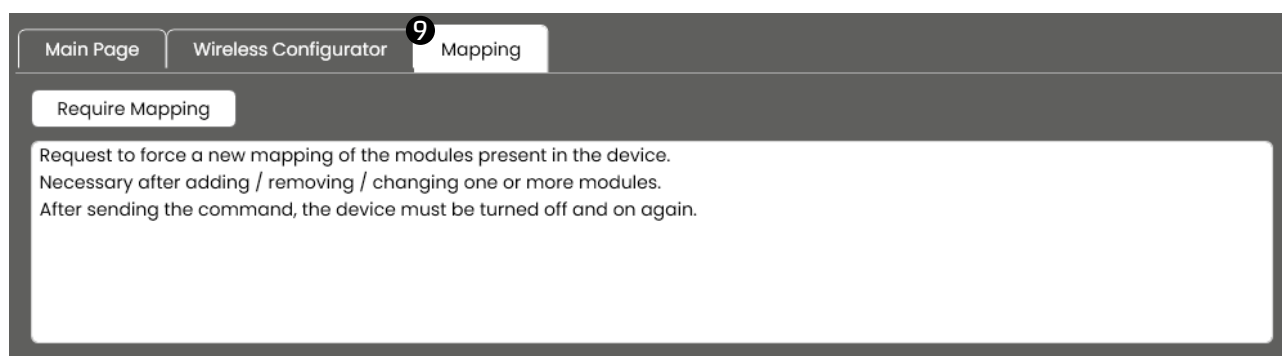 Main Page Wireless Configurator 9 Mapping
Require Mapping
Request to force a new mapping of the modules present in the device.
Necessary after adding / removing / changing one or more modules.
After sending the command, the device must be turned off and on again.